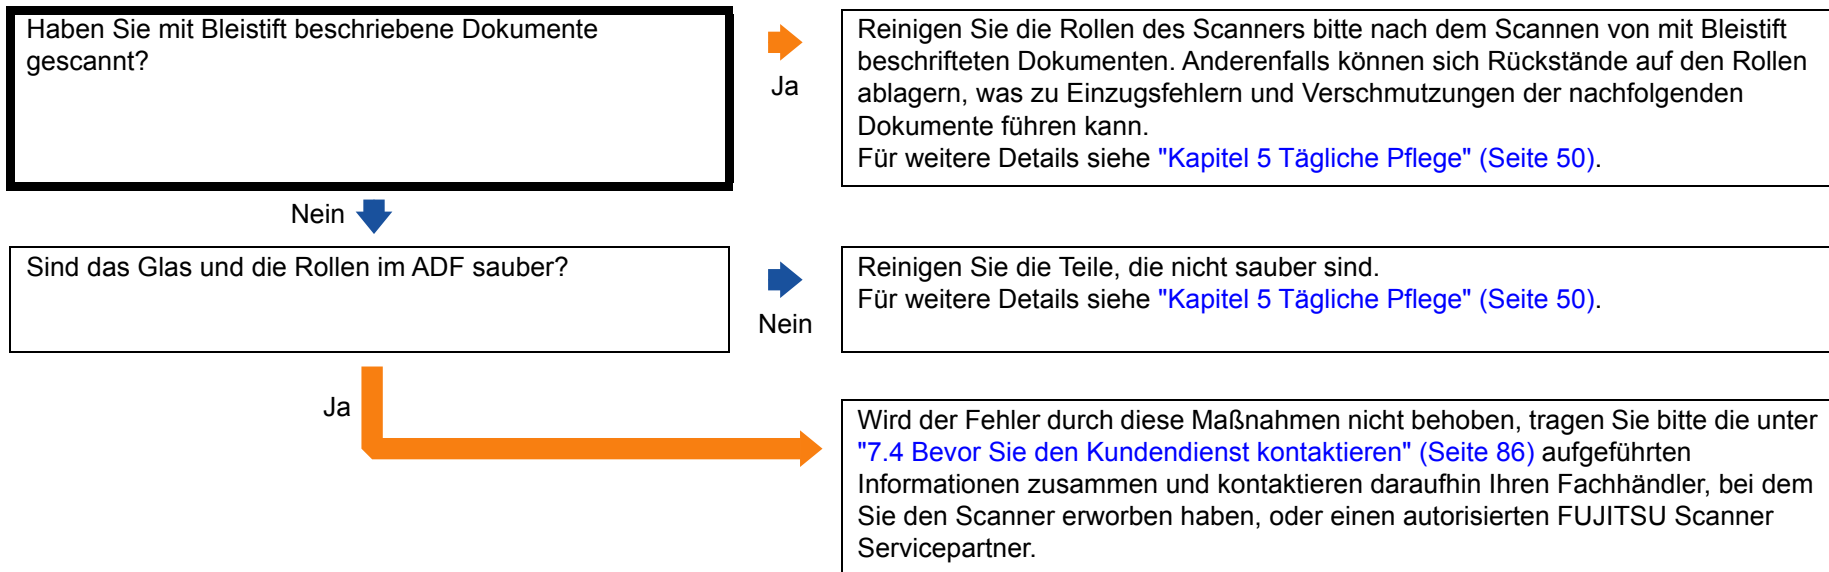 Haben Sie mit Bleistift beschriebene Dokumente
gescannt?
Ja
Reinigen Sie die Rollen des Scanners bitte nach dem Scannen von mit Bleistift
beschrifteten Dokumenten. Anderenfalls können sich Rückstände auf den Rollen
ablagern, was zu Einzugsfehlern und Verschmutzungen der nachfolgenden
Dokumente führen kann.
Für weitere Details siehe "Kapitel 5 Tägliche Pflege" (Seite 50).
Nein
Sind das Glas und die Rollen im ADF sauber?
Nein
Reinigen Sie die Teile, die nicht sauber sind.
Für weitere Details siehe "Kapitel 5 Tägliche Pflege" (Seite 50).
Ja
Wird der Fehler durch diese Maßnahmen nicht behoben, tragen Sie bitte die unter
"7.4 Bevor Sie den Kundendienst kontaktieren" (Seite 86) aufgeführten
Informationen zusammen und kontaktieren daraufhin Ihren Fachhändler, bei dem
Sie den Scanner erworben haben, oder einen autorisierten FUJITSU Scanner
Servicepartner.